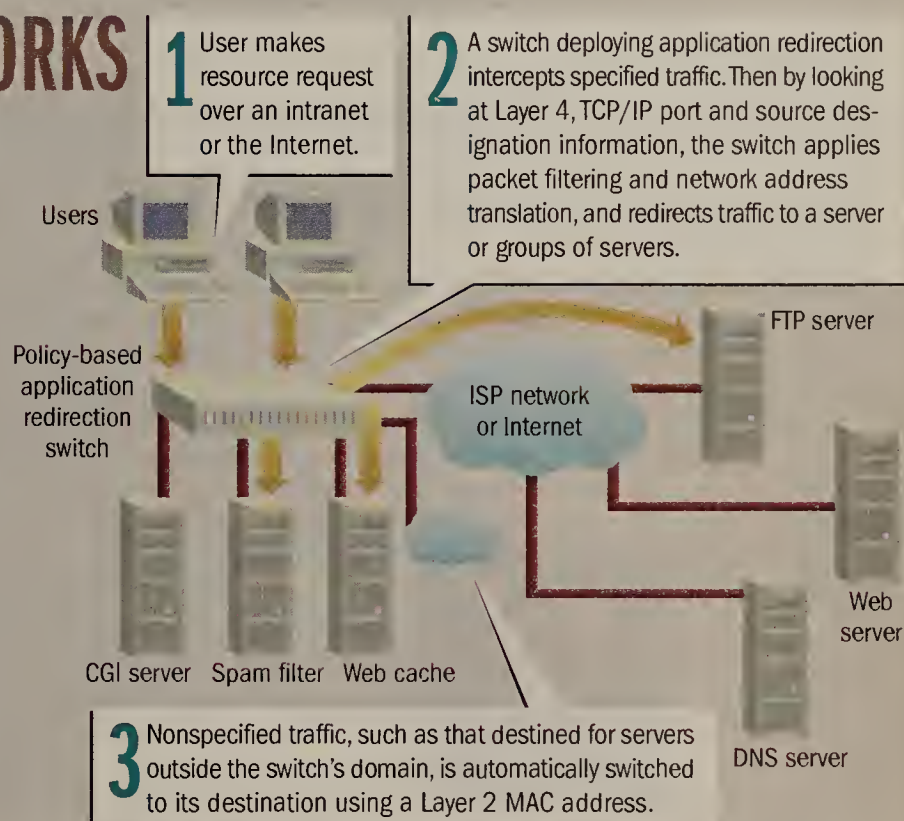 ORKS
1 User makes
resource request
over an intranet
or the Internet.
2 A switch deploying application redirection
intercepts specified traffic. Then by looking
at Layer 4, TCP/IP port and source des-
ignation information, the switch applies
packet filtering and network address
translation, and redirects traffic to a server
or groups of servers.
Users
FTP server
Policy-based
application
redirection
switch
ISP network
or Internet
Web
server
CGI server Spam filter Web cache
DNS server
3 Nonspecified traffic, such as that destined for servers
outside the switch's domain, is automatically switched
to its destination using a Layer 2 MAC address.